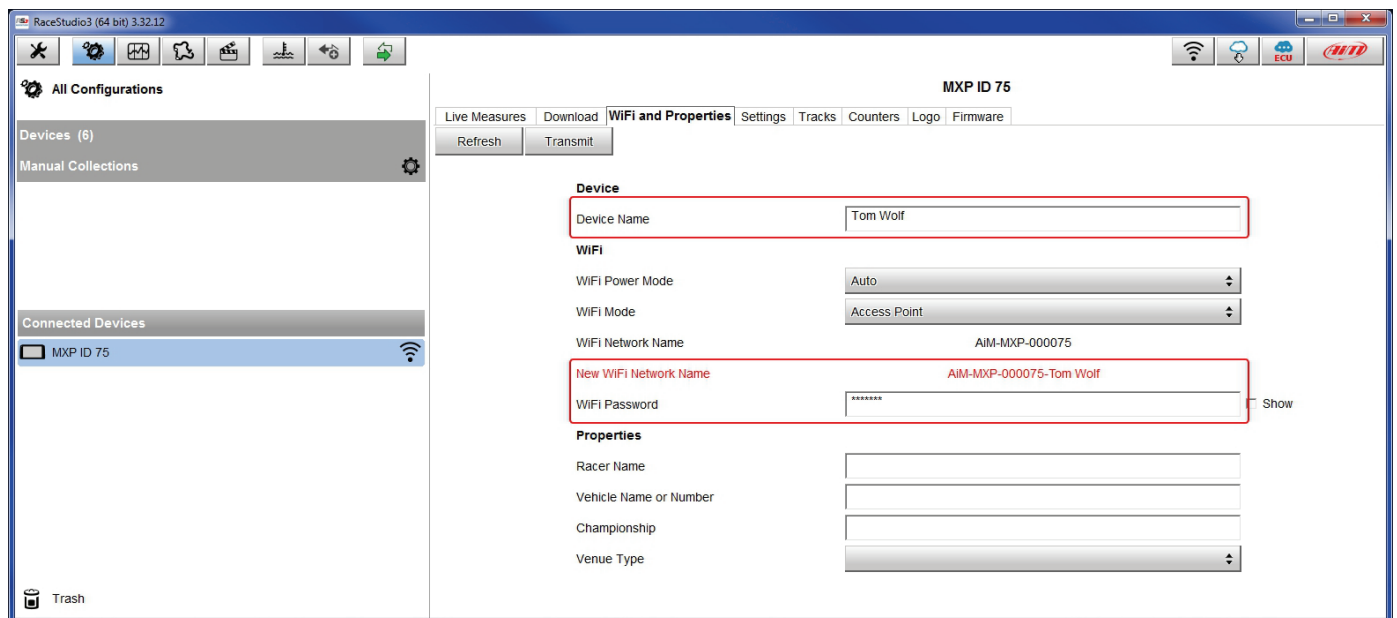 RaceStudio3 (64 bit) 3.32.12
ECU
AiM
All Configurations
Devices (6)
Manual Collections
Connected Devices
MXP ID 75
Trash
MXP ID 75
Live Measures Download WiFi and Properties Settings Tracks Counters Logo Firmware
Refresh Transmit
Device
Device Name Tom Wolf
WiFi
WiFi Power Mode Auto
WiFi Mode Access Point
WiFi Network Name AiM-MXP-000075
New WiFi Network Name AiM-MXP-000075-Tom Wolf
WiFi Password ******* Show
Properties
Racer Name
Vehicle Name or Number
Championship
Venue Type